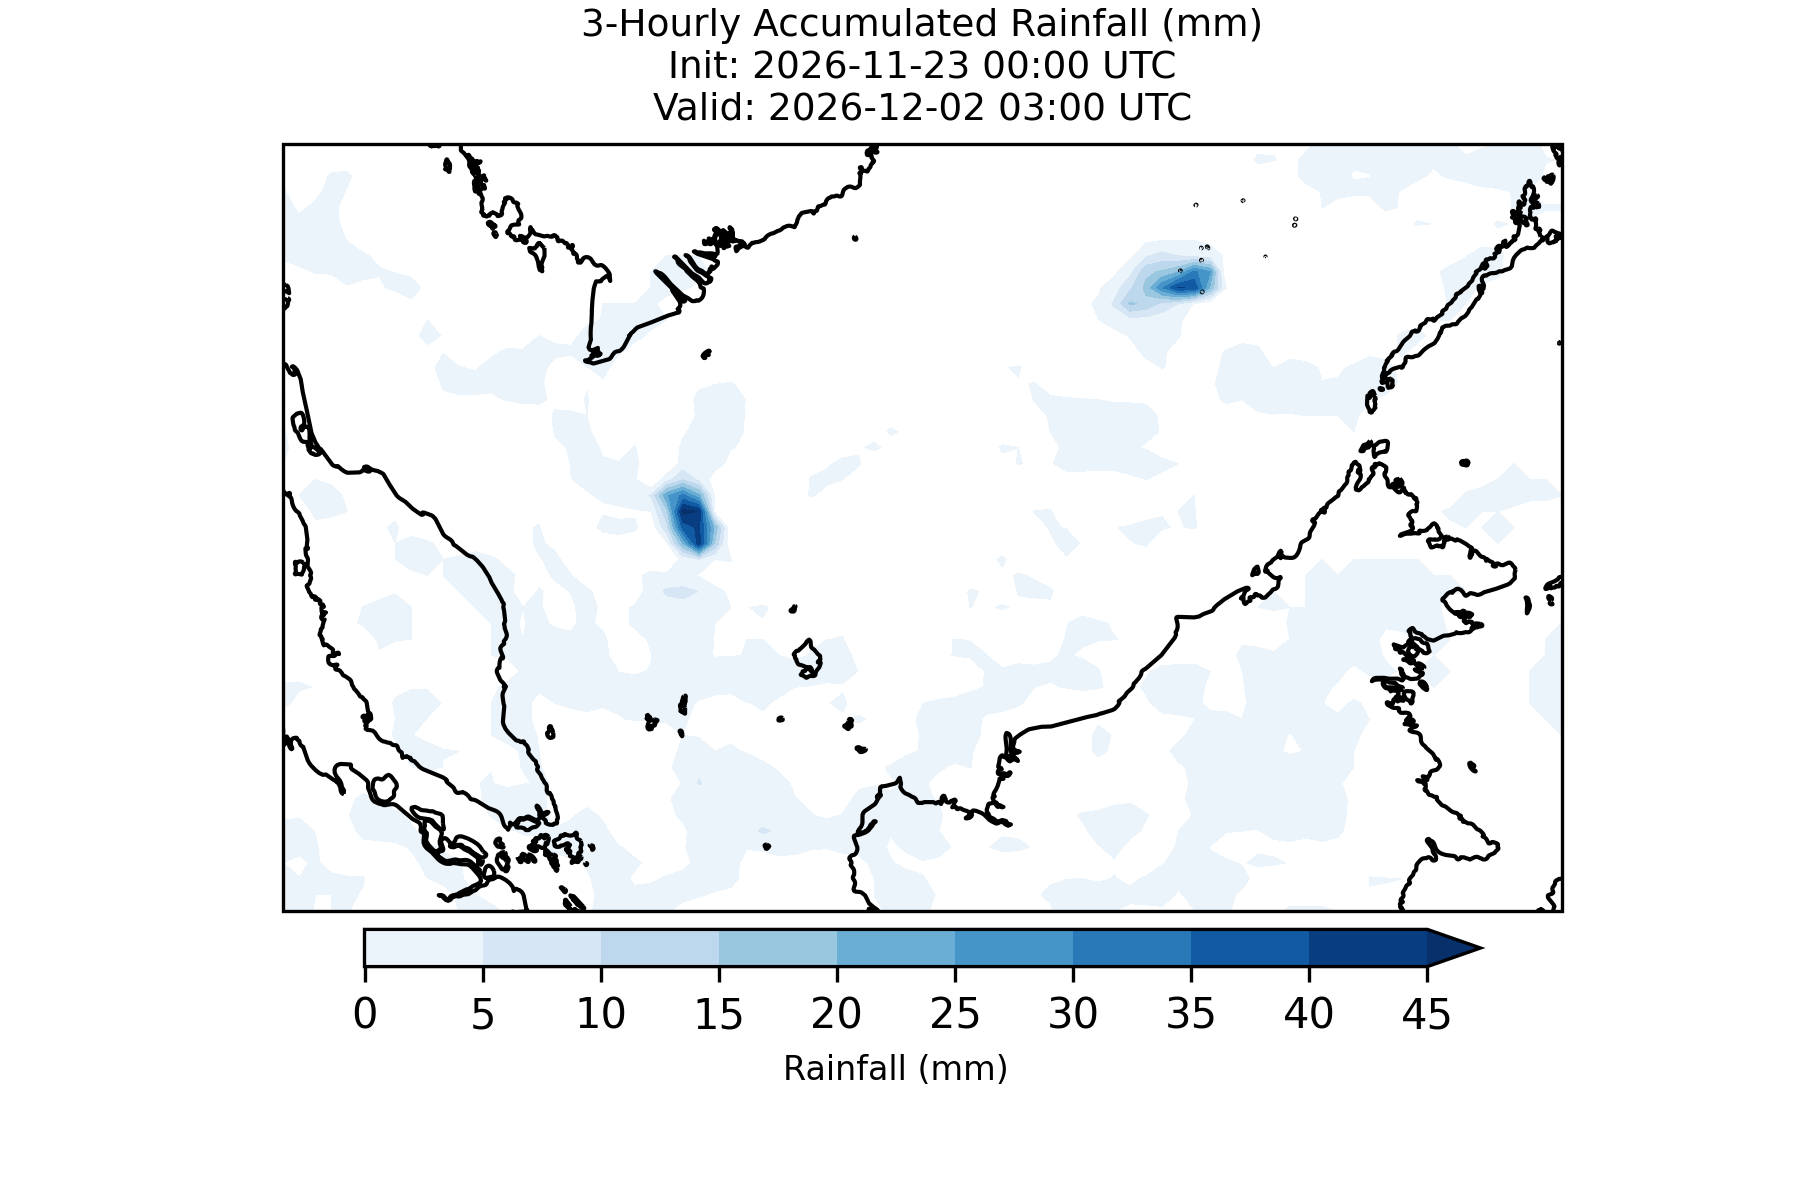 3-Hourly Accumulated Rainfall (mm)
Init: 2026-11-23 00:00 UTC
Valid: 2026-12-02 03:00 UTC
0 5 10 15 20 25 30 35 40 45
Rainfall (mm)